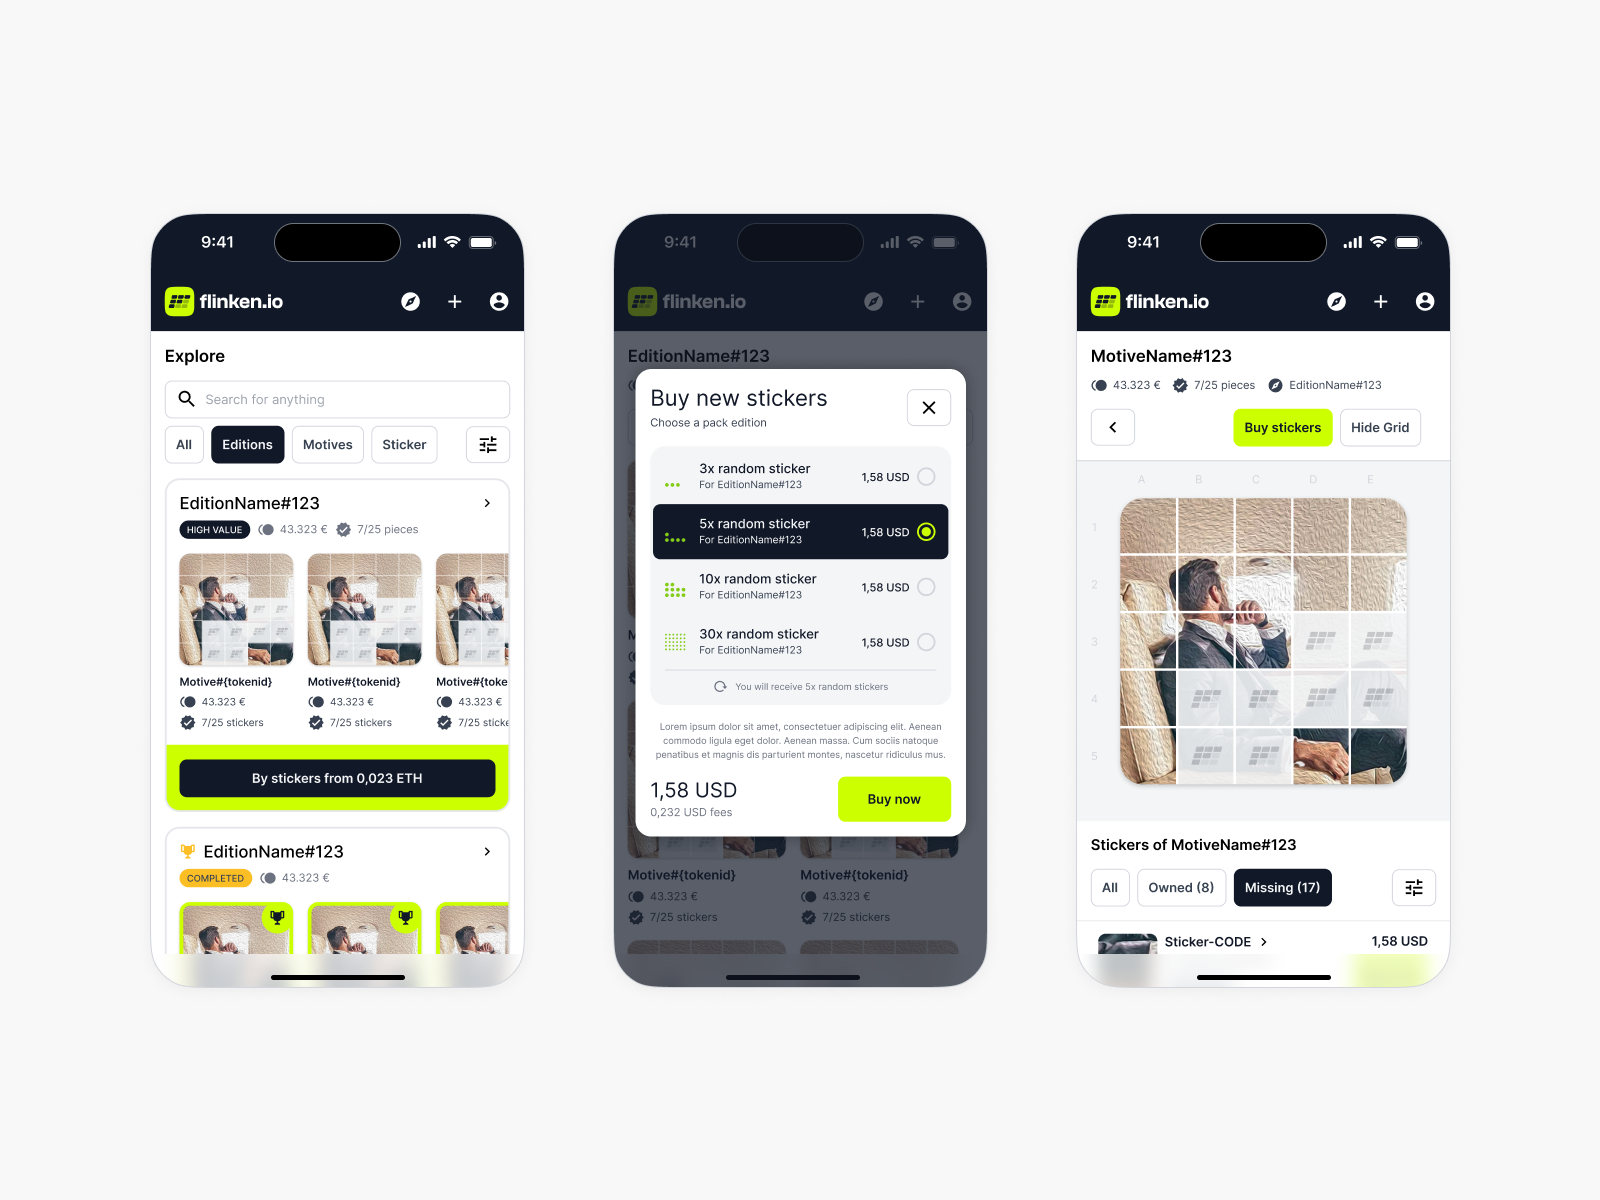 9:41
flinken.io
Explore
Search for anything
All
Editions
Motives
Sticker
EditionName#123
HIGH VALUE
43.323 €
7/25 pieces
Motive#{tokenid}
43.323 €
7/25 stickers
Motive#{tokenid}
43.323 €
7/25 stickers
Motive#{toke
43.323 €
7/25 sticke
By stickers from 0,023 ETH
EditionName#123
COMPLETED
43.323 €
9:41
flinken.io
EditionName#123
Buy new stickers
Choose a pack edition
3x random sticker
For EditionName#123
1,58 USD
5x random sticker
For EditionName#123
1,58 USD
10x random sticker
For EditionName#123
1,58 USD
30x random sticker
For EditionName#123
1,58 USD
You will receive 5x random stickers
Lorem ipsum dolor sit amet, consectetuer adipiscing elit. Aenean
commodo ligula eget dolor. Aenean massa. Cum sociis natoque
penatibus et magnis dis parturient montes, nascetur ridiculus mus.
1,58 USD
0,232 USD fees
Buy now
Motive#{tokenid}
43.323 €
7/25 stickers
Motive#{tokenid}
43.323 €
7/25 stickers
9:41
flinken.io
MotiveName#123
43.323 €
7/25 pieces
EditionName#123
Buy stickers
Hide Grid
A B C D E
1
2
3
4
5
Stickers of MotiveName#123
All
Owned (8)
Missing (17)
Sticker-CODE
1,58 USD